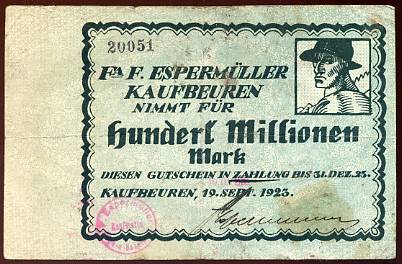 20051
Fa F. ESPERMÜLLER
KAUFBEUREN
NIMMT FÜR
Hundert Millionen
Mark
DIESEN GUTSCHEIN IN ZAHLUNG BIS 31. DEZ. 23.
KAUFBEUREN, 19. SEPT. 1923.